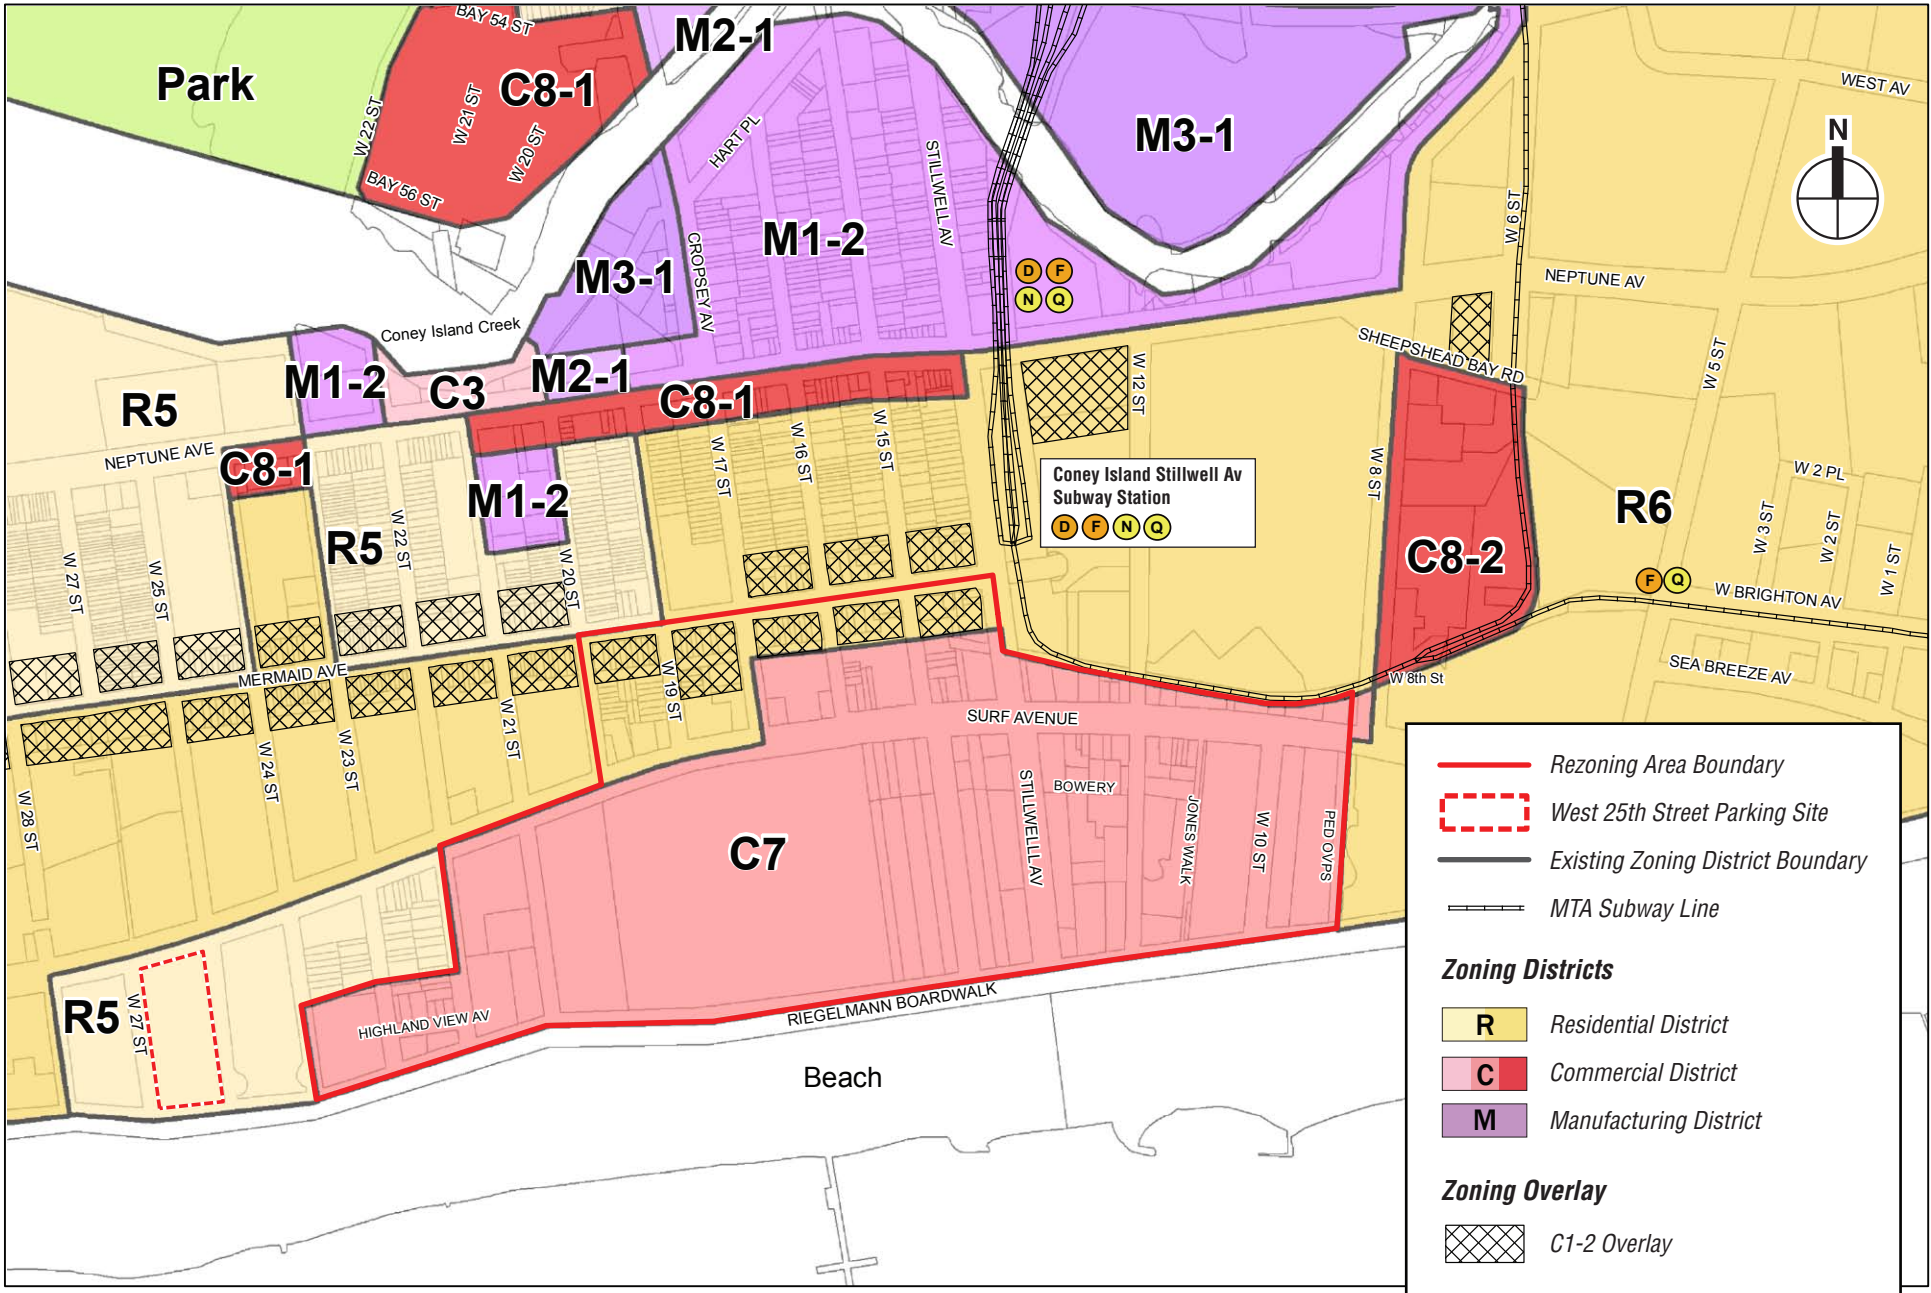 BAY 54 ST
M2-1
Park
C8-1
W 22 ST
W 21 ST
W 20 ST
BAY 56 ST
HART PL
STILLWELL AV
M3-1
WEST AV
N
W 6 ST
M1-2
CROPSEY AV
M3-1
D F
N Q
NEPTUNE AV
Coney Island Creek
SHEEPSHEAD BAY RD
W 5 ST
W 12 ST
M1-2
C3
M2-1
C8-1
R5
NEPTUNE AVE
C8-1
W 17 ST
W 16 ST
W 15 ST
W 8 ST
Coney Island Stillwell Av
Subway Station
D F N Q
W 2 PL
R6
W 3 ST
W 2 ST
W 1 ST
M1-2
R5
W 22 ST
W 20 ST
W 27 ST
W 25 ST
C8-2
F Q
W BRIGHTON AV
SEA BREEZE AV
MERMAID AVE
W 19 ST
W 8th St
W 21 ST
W 24 ST
W 23 ST
W 28 ST
SURF AVENUE
STILLWELLL AV
BOWERY
JONES WALK
W 10 ST
PED OVPS
C7
R5
W 27 ST
HIGHLAND VIEW AV
RIEGELMANN BOARDWALK
Beach
Rezoning Area Boundary
West 25th Street Parking Site
Existing Zoning District Boundary
MTA Subway Line
Zoning Districts
R Residential District
C Commercial District
M Manufacturing District
Zoning Overlay
C1-2 Overlay